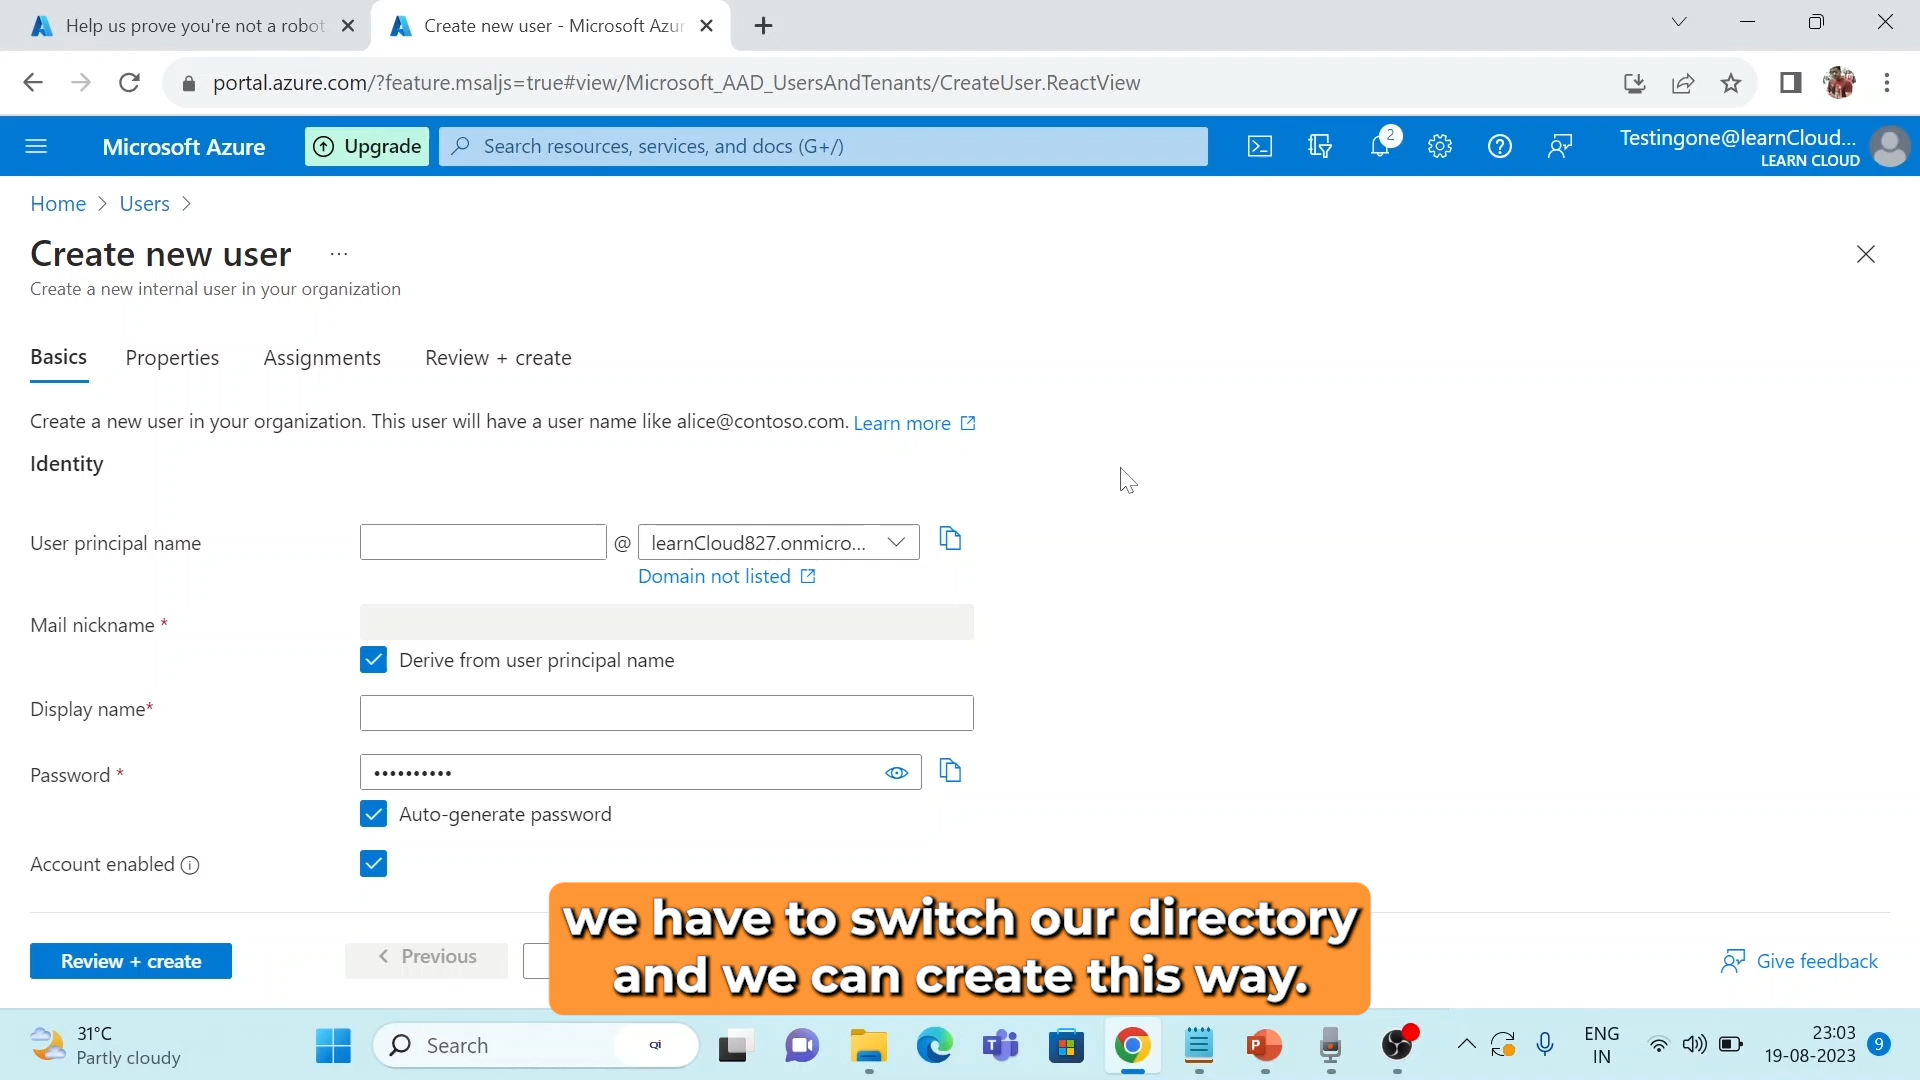 Help us prove you're not a robot
Create new user - Microsoft Azur
portal.azure.com/?feature.msaljs=true#view/Microsoft_AAD_UsersAndTenants/CreateUser.ReactView
Microsoft Azure
Upgrade
Search resources, services, and docs (G+/)
2
Testingone@learnCloud...
LEARN CLOUD
Home > Users >
Create new user ...
Create a new internal user in your organization
Basics Properties Assignments Review + create
Create a new user in your organization. This user will have a user name like alice@contoso.com. Learn more
Identity
User principal name @ learnCloud827.onmicro...
Domain not listed
Mail nickname *
Derive from user principal name
Display name*
Password * ••••••••••
Auto-generate password
Account enabled
we have to switch our directory
and we can create this way.
Review + create < Previous
Give feedback
31°C
Partly cloudy
Search
ENG
IN
23:03
19-08-2023
9